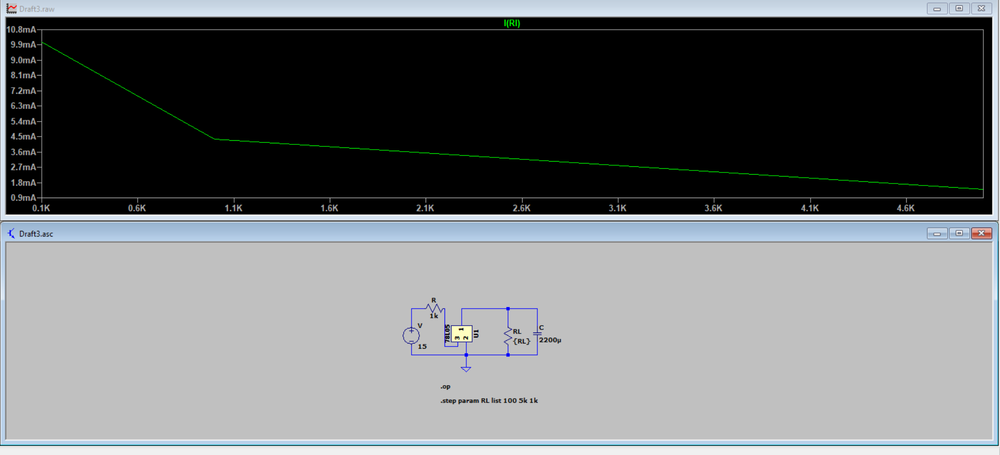 Draft3.raw
I(Rl)
10.8mA
9.9mA
9.0mA
8.1mA
7.2mA
6.3mA
5.4mA
4.5mA
3.6mA
2.7mA
1.8mA
0.9mA
0.1K 0.6K 1.1K 1.6K 2.1K 2.6K 3.1K 3.6K 4.1K 4.6K
Draft3.asc
R
1k
V
15
78L05
1
3 2
U1
RL
{RL}
C
2200µ
.op
.step param RL list 100 5k 1k